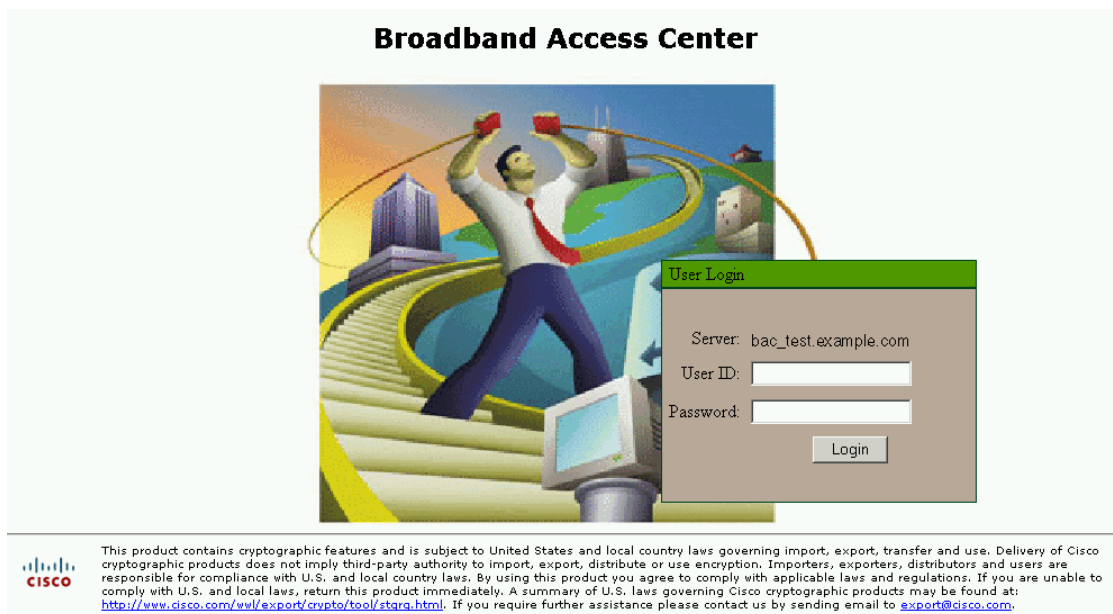 Broadband Access Center
User Login
Server: bac_test.example.com
User ID:
Password:
Login
This product contains cryptographic features and is subject to United States and local country laws governing import, export, transfer and use. Delivery of Cisco
cryptographic products does not imply third-party authority to import, export, distribute or use encryption. Importers, exporters, distributors and users are
responsible for compliance with U.S. and local country laws. By using this product you agree to comply with applicable laws and regulations. If you are unable to
comply with U.S. and local laws, return this product immediately. A summary of U.S. laws governing Cisco cryptographic products may be found at:
http://www.cisco.com/wwl/export/crypto/tool/stqrg.html. If you require further assistance please contact us by sending email to export@cisco.com.
CISCO